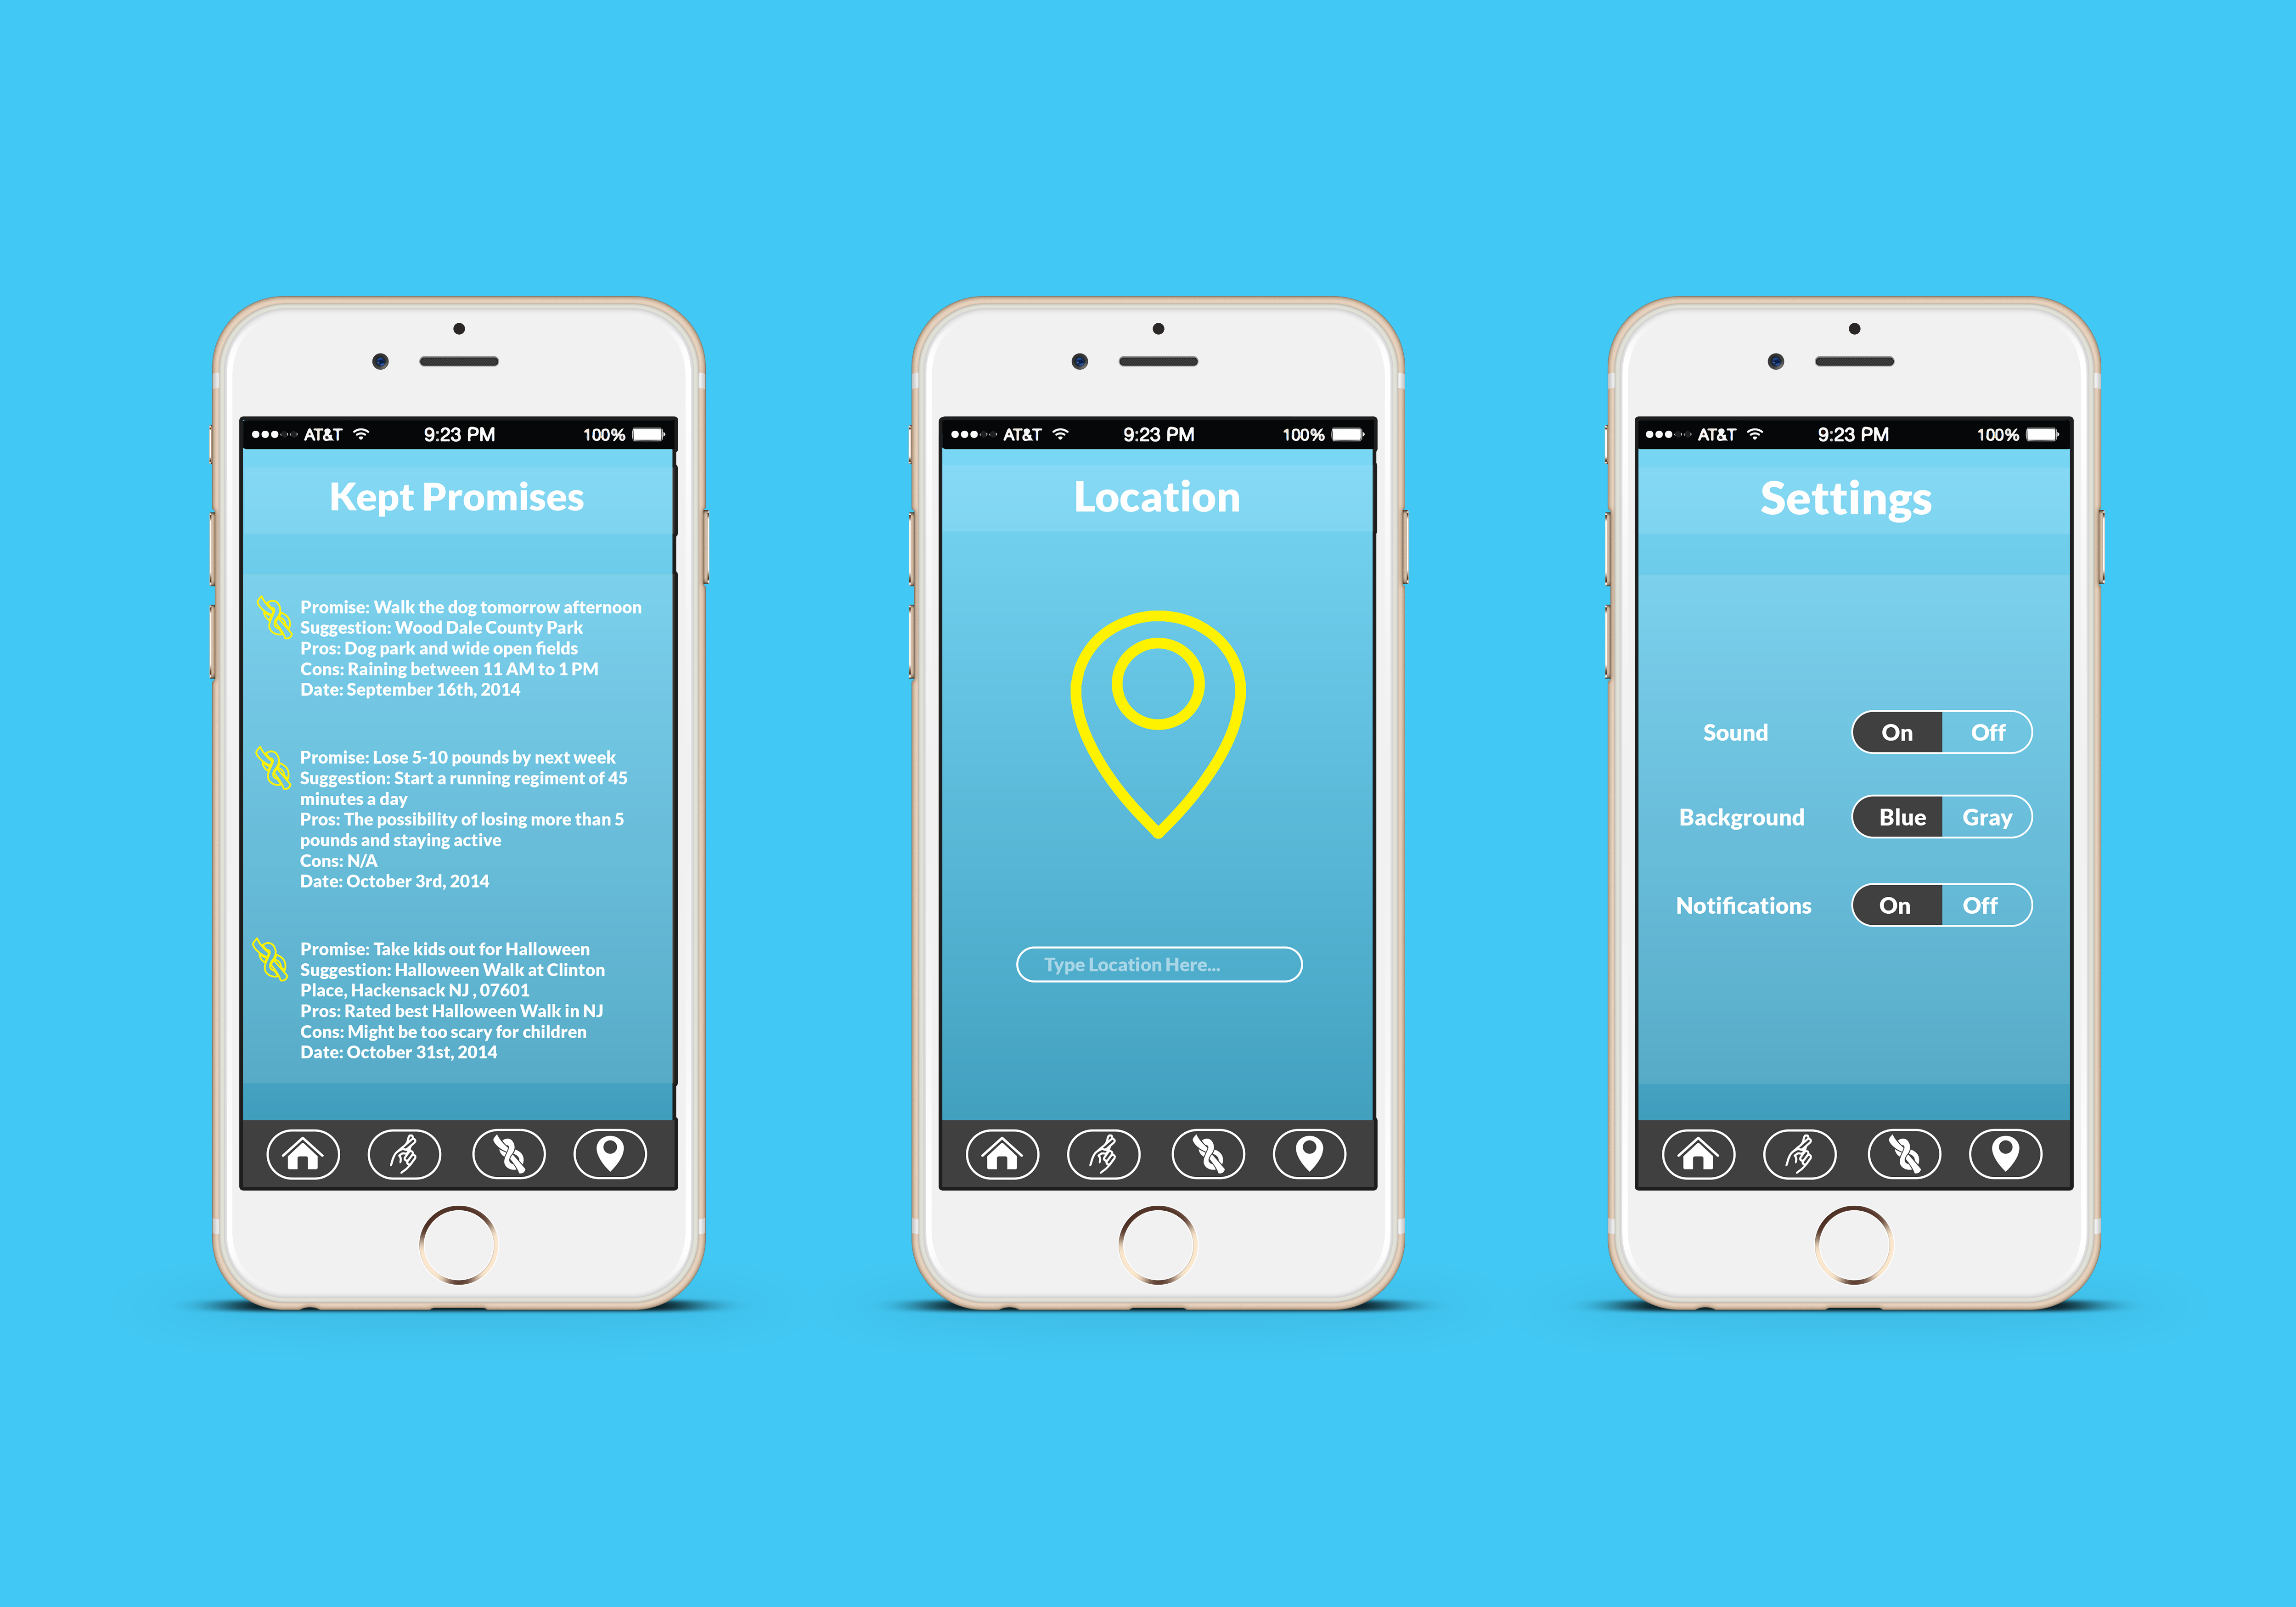 AT&T 9:23 PM 100%
Kept Promises
Promise: Walk the dog tomorrow afternoon
Suggestion: Wood Dale County Park
Pros: Dog park and wide open fields
Cons: Raining between 11 AM to 1 PM
Date: September 16th, 2014
Promise: Lose 5-10 pounds by next week
Suggestion: Start a running regiment of 45
minutes a day
Pros: The possibility of losing more than 5
pounds and staying active
Cons: N/A
Date: October 3rd, 2014
Promise: Take kids out for Halloween
Suggestion: Halloween Walk at Clinton
Place, Hackensack NJ , 07601
Pros: Rated best Halloween Walk in NJ
Cons: Might be too scary for children
Date: October 31st, 2014
AT&T 9:23 PM 100%
Location
Type Location Here...
AT&T 9:23 PM 100%
Settings
Sound On Off
Background Blue Gray
Notifications On Off